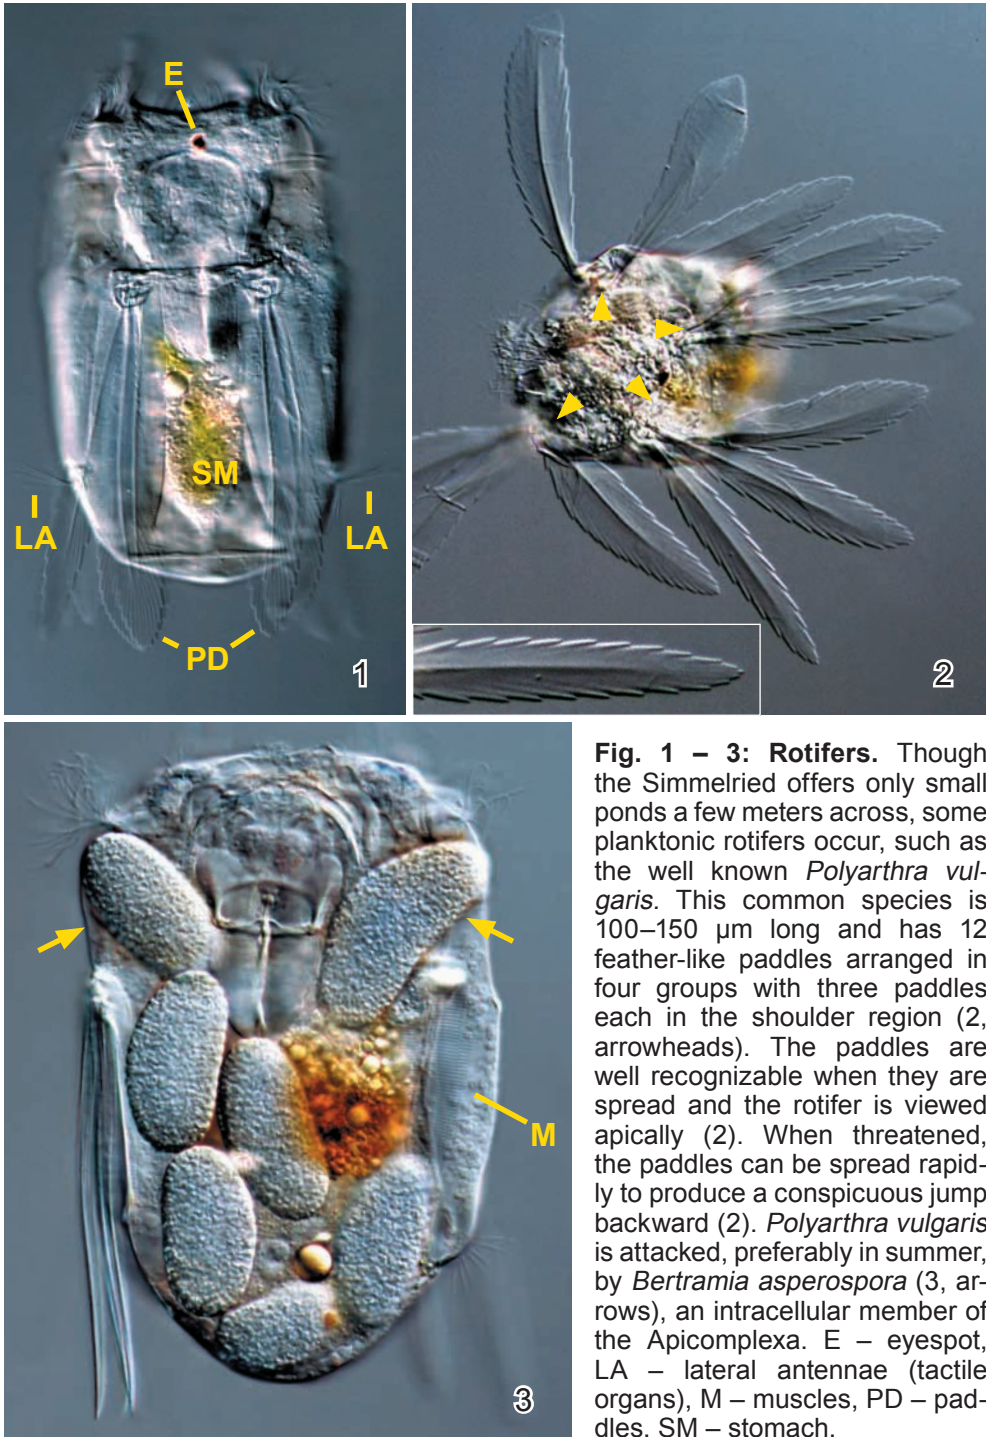 E
SM
LA
LA
PD
1
2
M
3
Fig. 1 – 3: Rotifers. Though
the Simmelried offers only small
ponds a few meters across, some
planktonic rotifers occur, such as
the well known Polyarthra vul-
garis. This common species is
100–150 µm long and has 12
feather-like paddles arranged in
four groups with three paddles
each in the shoulder region (2,
arrowheads). The paddles are
well recognizable when they are
spread and the rotifer is viewed
apically (2). When threatened,
the paddles can be spread rapid-
ly to produce a conspicuous jump
backward (2). Polyarthra vulgaris
is attacked, preferably in summer,
by Bertramia asperospora (3, ar-
rows), an intracellular member of
the Apicomplexa. E – eyespot,
LA – lateral antennae (tactile
organs), M – muscles, PD – pad-
dles, SM – stomach.